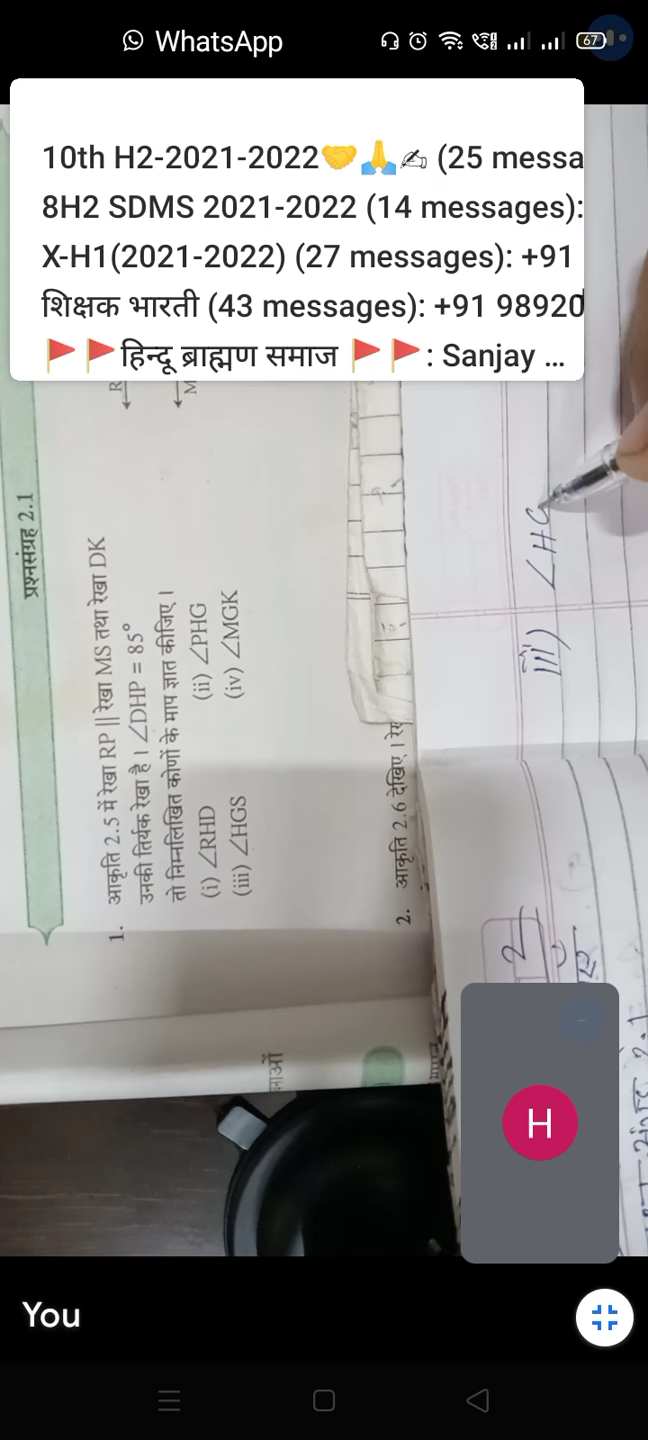 WhatsApp
67
10th H2-2021-2022🤝🙏✍ (25 messa
8H2 SDMS 2021-2022 (14 messages):
X-H1(2021-2022) (27 messages): +91
शिक्षक भारती (43 messages): +91 98920
🚩🚩हिन्दू ब्राह्मण समाज 🚩🚩: Sanjay ...
प्रश्नसंग्रह 2.1
R
M
1. आकृति 2.5 में रेखा RP || रेखा MS तथा रेखा DK
उनकी तिर्यक रेखा है । ∠DHP = 85°
तो निम्नलिखित कोणों के माप ज्ञात कीजिए ।
(i) ∠RHD (ii) ∠PHG
(iii) ∠HGS (iv) ∠MGK
2. आकृति 2.6 देखिए ।
iii) ∠HG
2
H
You